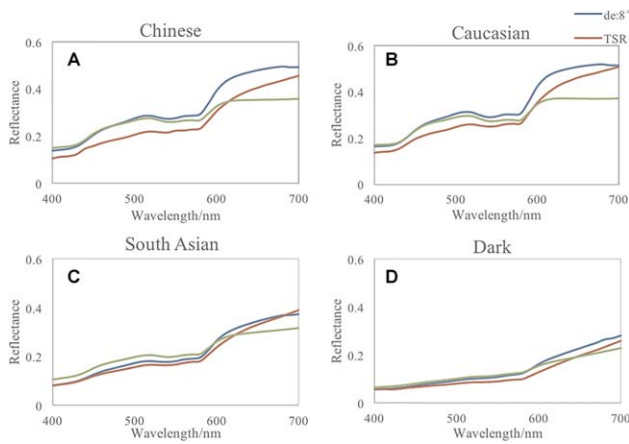 de:8°
TSR
Chinese
A
0.6
0.4
0.2
0
Reflectance
400 500 600 700
Wavelength/nm
Caucasian
B
0.6
0.4
0.2
0
Reflectance
400 500 600 700
Wavelength/nm
South Asian
C
0.6
0.4
0.2
0
Reflectance
400 500 600 700
Wavelength/nm
Dark
D
0.6
0.4
0.2
0
Reflectance
400 500 600 700
Wavelength/nm